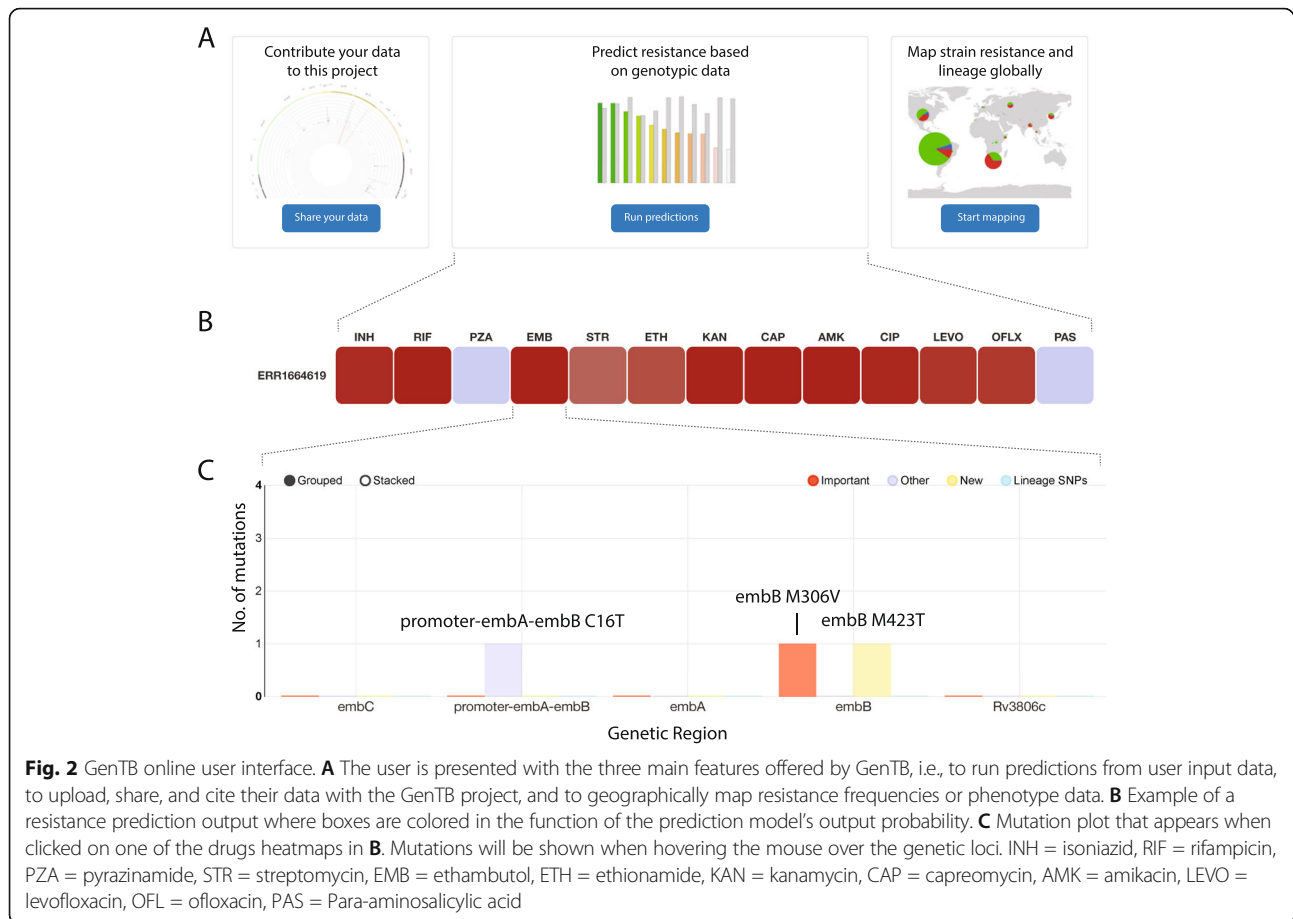 A
Contribute your data
to this project
Share your data
Predict resistance based
on genotypic data
Run predictions
Map strain resistance and
lineage globally
Start mapping
B
INH RIF PZA EMB STR ETH KAN CAP AMK CIP LEVO OFLX PAS
ERR1664619
C
Grouped Stacked Important Other New Lineage SNPs
No. of mutations
4
3
2
1
0
embB M306V
promoter-embA-embB C16T embB M423T
embC promoter-embA-embB embA embB Rv3806c
Genetic Region
Fig. 2 GenTB online user interface. A The user is presented with the three main features offered by GenTB, i.e., to run predictions from user input data,
to upload, share, and cite their data with the GenTB project, and to geographically map resistance frequencies or phenotype data. B Example of a
resistance prediction output where boxes are colored in the function of the prediction model's output probability. C Mutation plot that appears when
clicked on one of the drugs heatmaps in B. Mutations will be shown when hovering the mouse over the genetic loci. INH = isoniazid, RIF = rifampicin,
PZA = pyrazinamide, STR = streptomycin, EMB = ethambutol, ETH = ethionamide, KAN = kanamycin, CAP = capreomycin, AMK = amikacin, LEVO =
levofloxacin, OFL = ofloxacin, PAS = Para-aminosalicylic acid